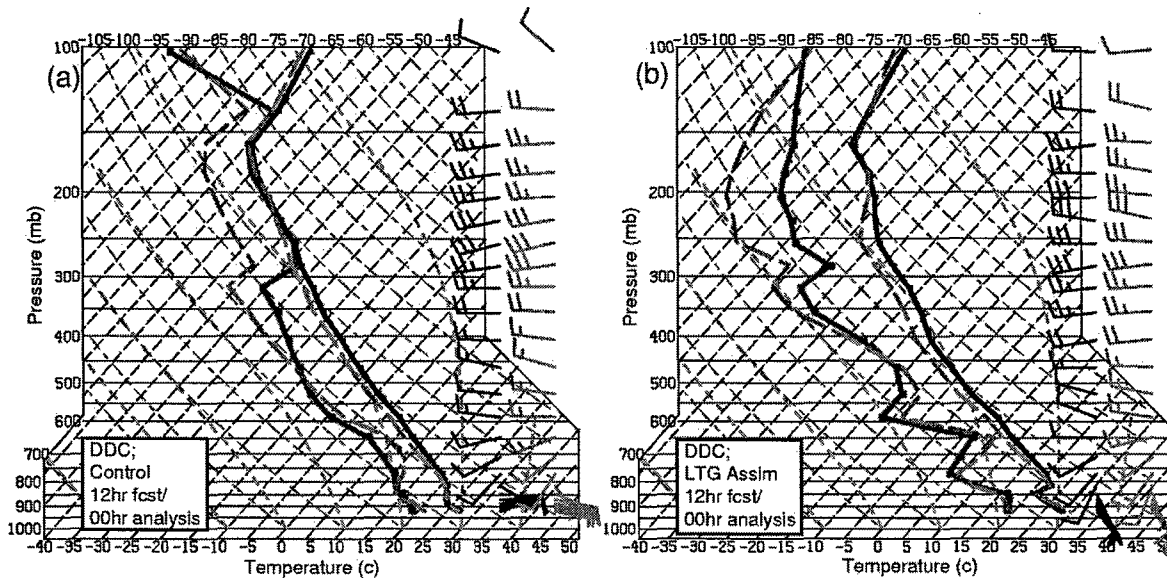 -105-100-95 -90 -85 -80 -75 -70 -65 -60 -55 -50 -45
100
(a)
200
300
400
500
600
700
800
900
1000
Pressure (mb)
DDC;
Control
12hr fcst/
00hr analysis
-40 -35 -30 -25 -20 -15 -10 -5 0 5 10 15 20 25 30 35 40 45 50
Temperature (c)
-105-100-95 -90 -85 -80 -75 -70 -65 -60 -55 -50 -45
100
(b)
200
300
400
500
600
700
800
900
1000
Pressure (mb)
DDC;
LTG Assim
12hr fcst/
00hr analysis
-40 -35 -30 -25 -20 -15 -10 -5 0 5 10 15 20 25 30 35 40 45 50
Temperature (c)